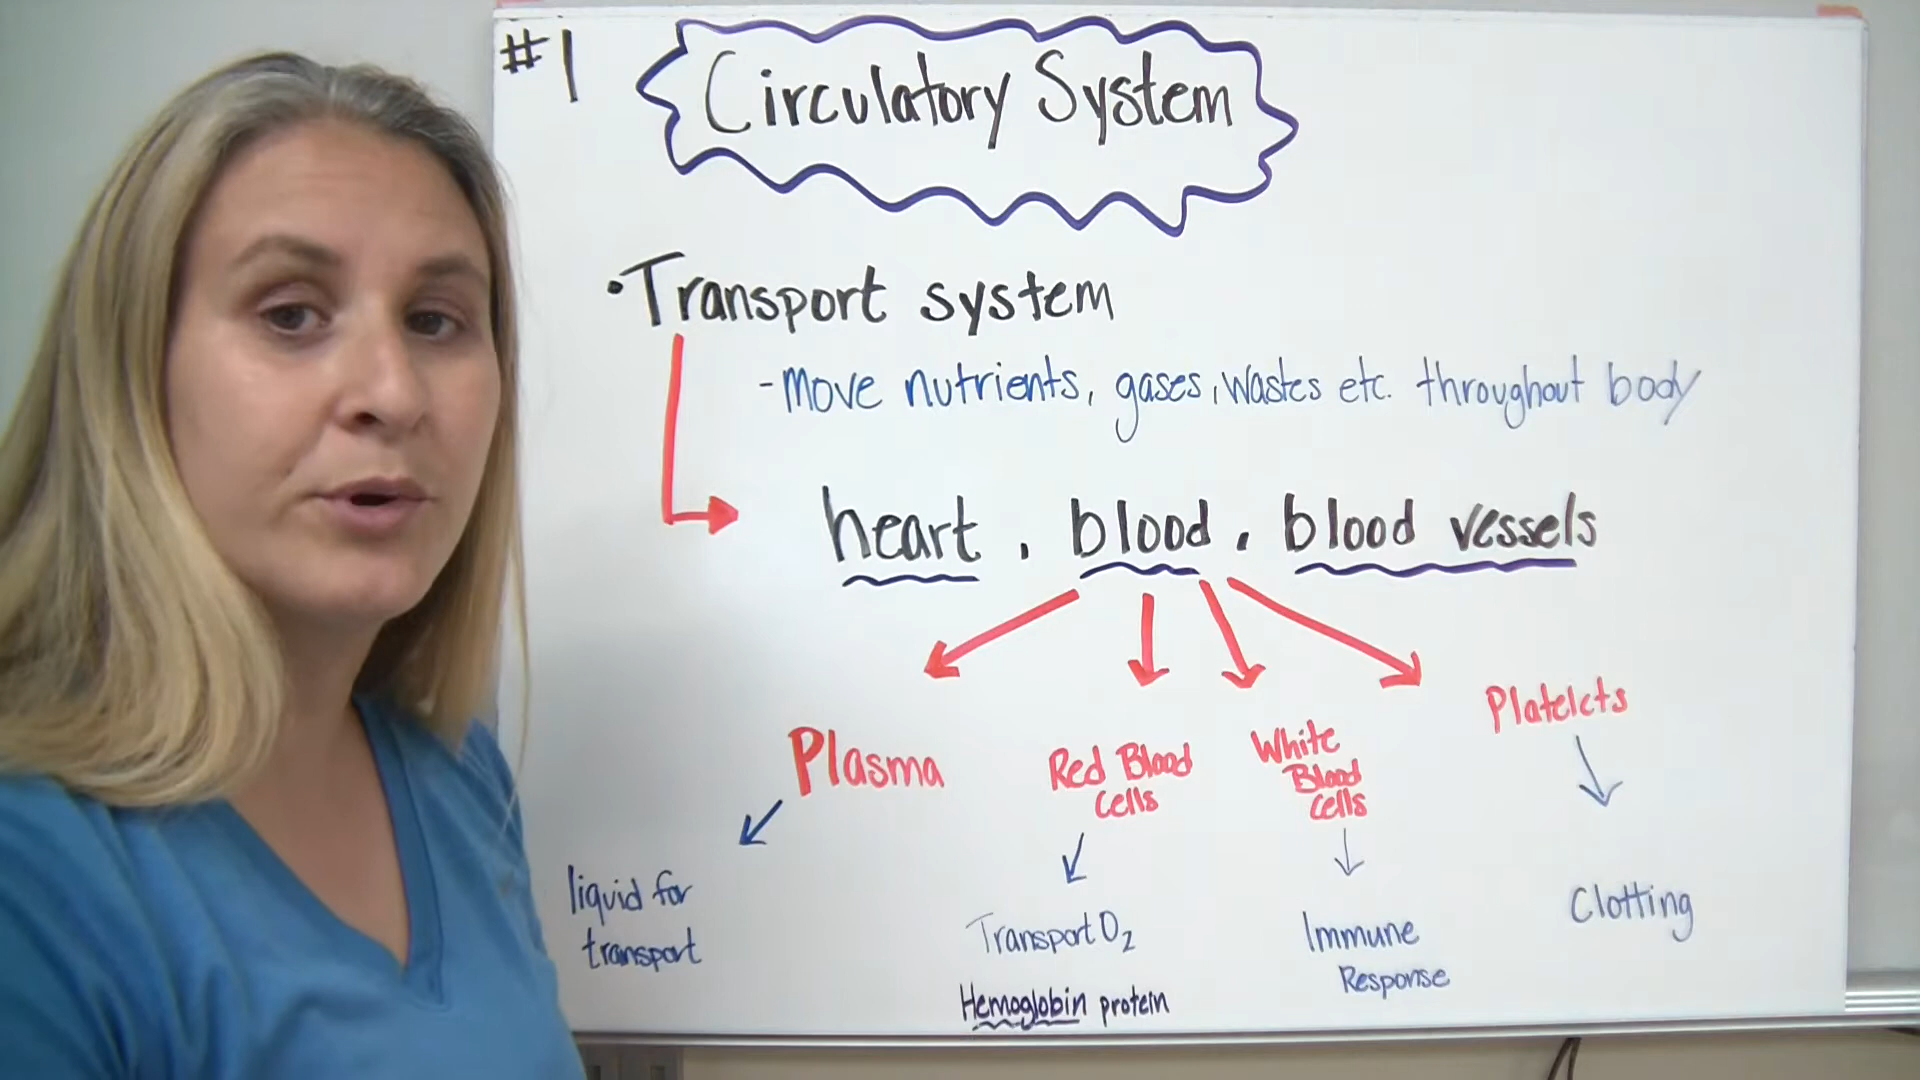 #1
Circulatory System
• Transport system
- move nutrients, gases, wastes etc. throughout body
heart, blood, blood vessels
Plasma
Red Blood
Cells
White
Blood
Cells
Platelets
liquid for
transport
Transport O₂
Hemoglobin protein
Immune
Response
Clotting